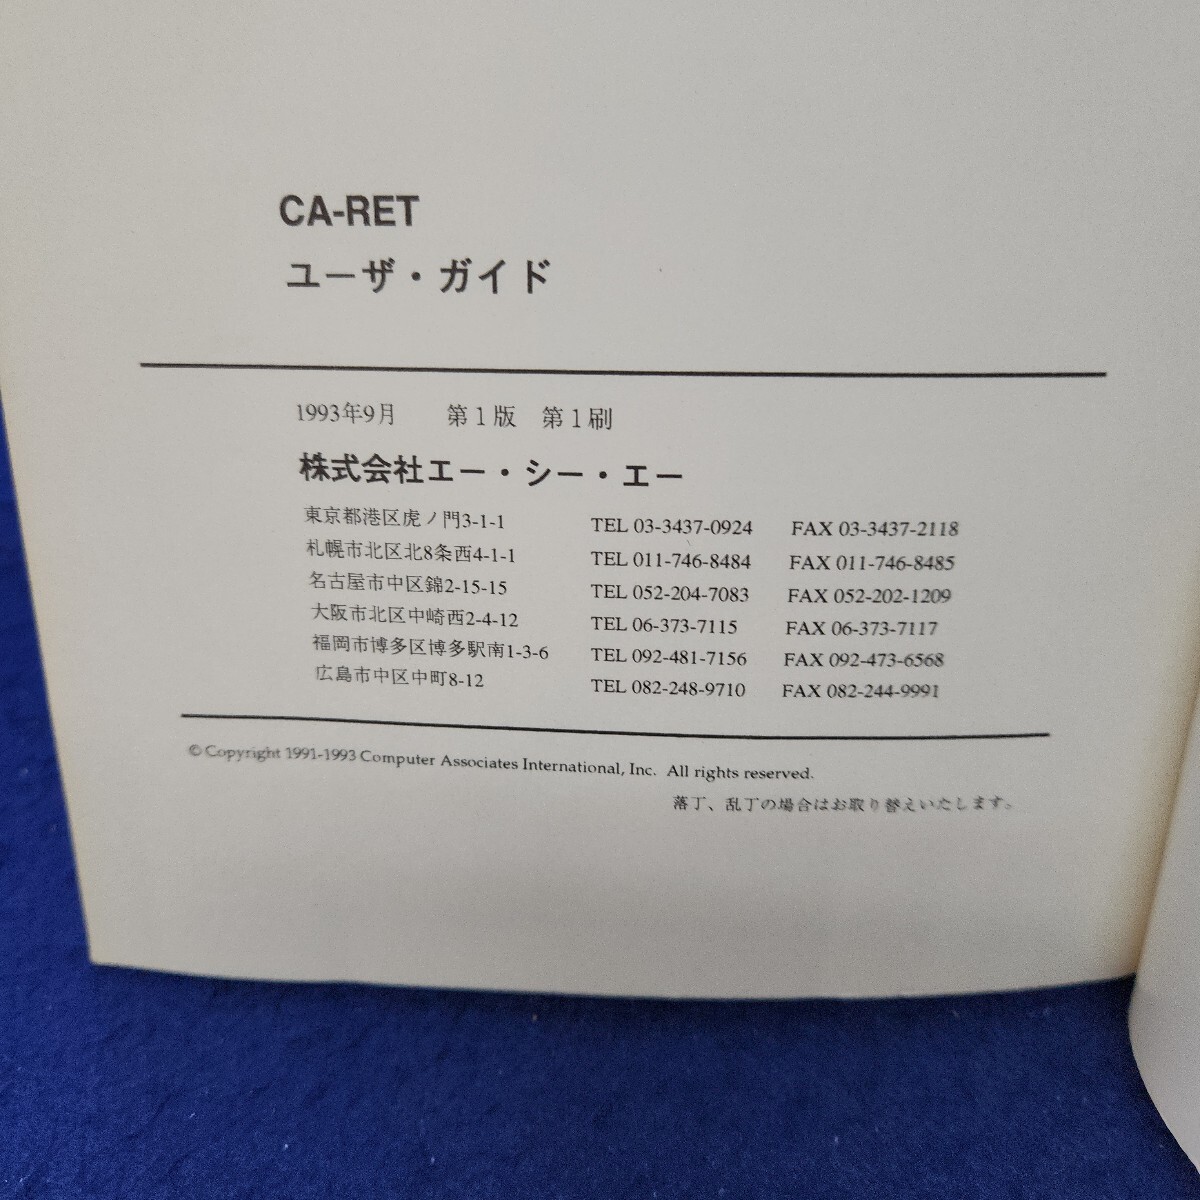 CA-RET
ユーザ・ガイド
1993年9月　第1版　第1刷
株式会社エー・シー・エー
東京都港区虎ノ門3-1-1 TEL 03-3437-0924 FAX 03-3437-2118
札幌市北区北8条西4-1-1 TEL 011-746-8484 FAX 011-746-8485
名古屋市中区錦2-15-15 TEL 052-204-7083 FAX 052-202-1209
大阪市北区中崎西2-4-12 TEL 06-373-7115 FAX 06-373-7117
福岡市博多区博多駅南1-3-6 TEL 092-481-7156 FAX 092-473-6568
広島市中区中町8-12 TEL 082-248-9710 FAX 082-244-9991
© Copyright 1991-1993 Computer Associates International, Inc. All rights reserved.
落丁、乱丁の場合はお取り替えいたします。